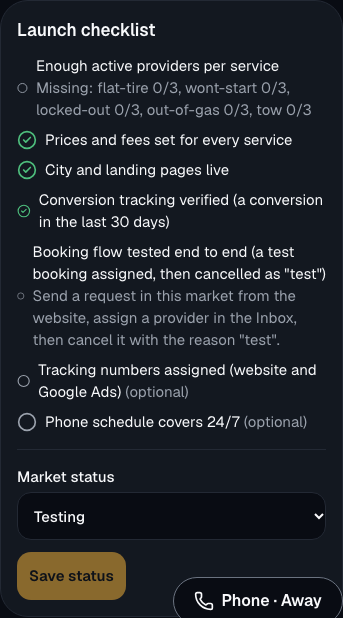 Launch checklist
Enough active providers per service
Missing: flat-tire 0/3, wont-start 0/3,
locked-out 0/3, out-of-gas 0/3, tow 0/3
Prices and fees set for every service
City and landing pages live
Conversion tracking verified (a conversion
in the last 30 days)
Booking flow tested end to end (a test
booking assigned, then cancelled as "test")
Send a request in this market from the
website, assign a provider in the Inbox,
then cancel it with the reason "test".
Tracking numbers assigned (website and
Google Ads) (optional)
Phone schedule covers 24/7 (optional)
Market status
Testing
Save status
Phone · Away